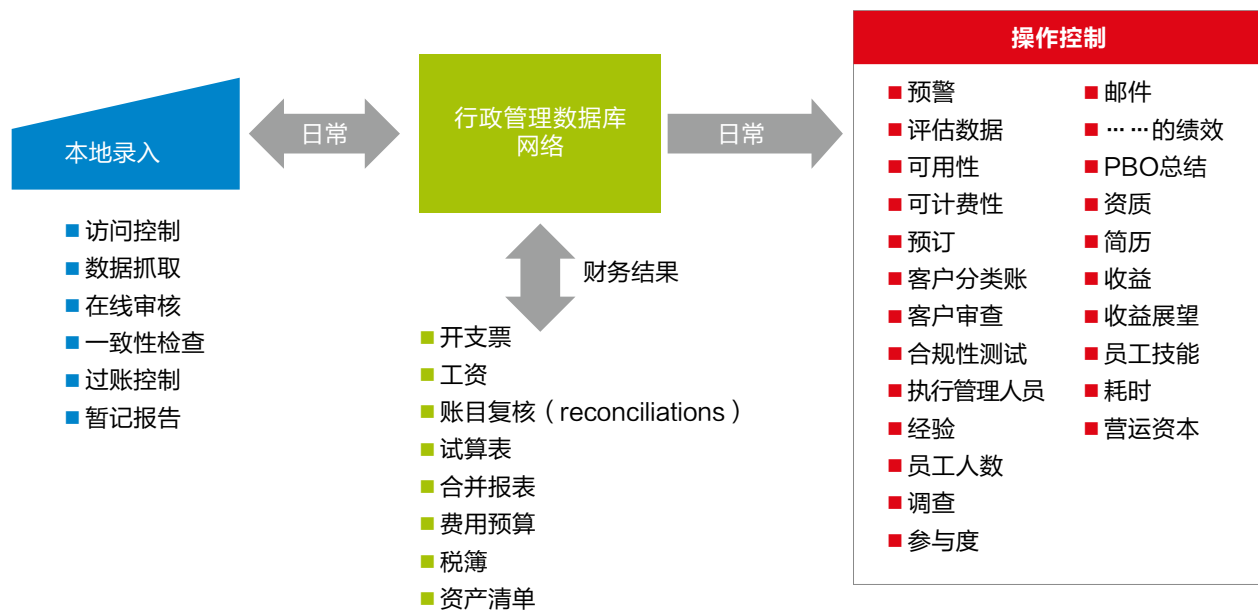 本地录入
访问控制
数据抓取
在线审核
一致性检查
过账控制
暂记报告
日常
行政管理数据库
网络
日常
财务结果
开支票
工资
账目复核（reconciliations）
试算表
合并报表
费用预算
税簿
资产清单
操作控制
预警
评估数据
可用性
可计费性
预订
客户分类账
客户审查
合规性测试
执行管理人员
经验
员工人数
调查
参与度
邮件
……的绩效
PBO总结
资质
简历
收益
收益展望
员工技能
耗时
营运资本